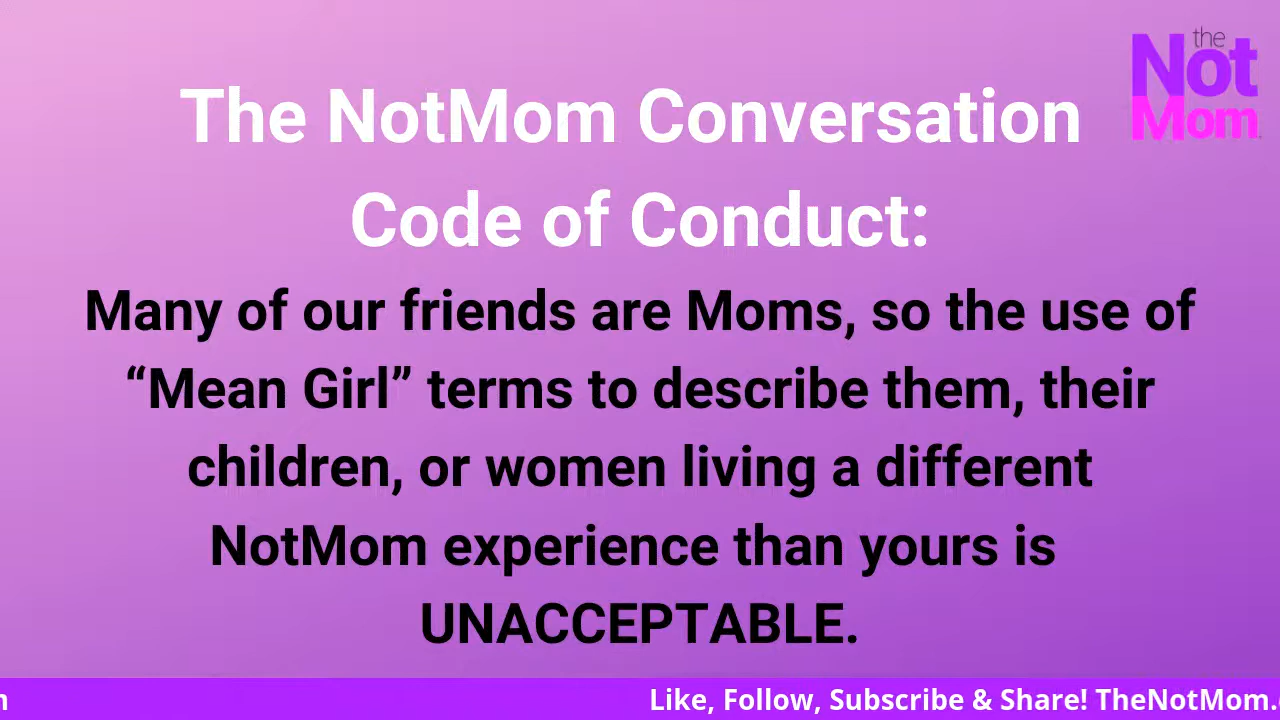 the
Not
Mom
The NotMom Conversation
Code of Conduct:
Many of our friends are Moms, so the use of
“Mean Girl” terms to describe them, their
children, or women living a different
NotMom experience than yours is
UNACCEPTABLE.
Like, Follow, Subscribe & Share! TheNotMom.